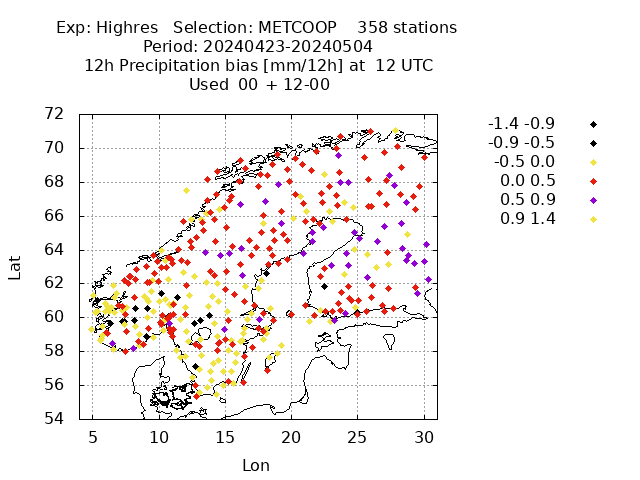 Exp: Highres Selection: METCOOP 358 stations
Period: 20240423-20240504
12h Precipitation bias [mm/12h] at 12 UTC
Used 00 + 12-00
72
70
68
66
64
62
60
58
56
54
5 10 15 20 25 30
Lat
Lon
-1.4 -0.9
-0.9 -0.5
-0.5 0.0
0.0 0.5
0.5 0.9
0.9 1.4